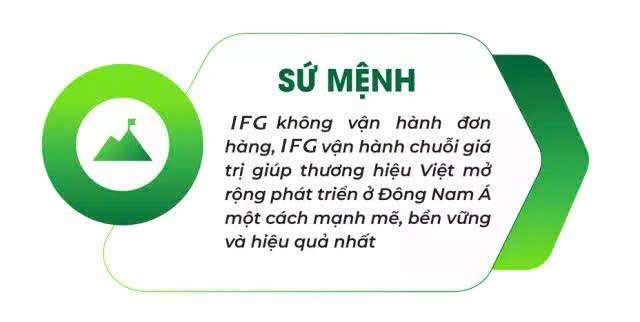 SỨ MỆNH
IFG không vận hành đơn
hàng, IFG vận hành chuỗi giá
trị giúp thương hiệu Việt mở
rộng phát triển ở Đông Nam Á
một cách mạnh mẽ, bền vững
và hiệu quả nhất